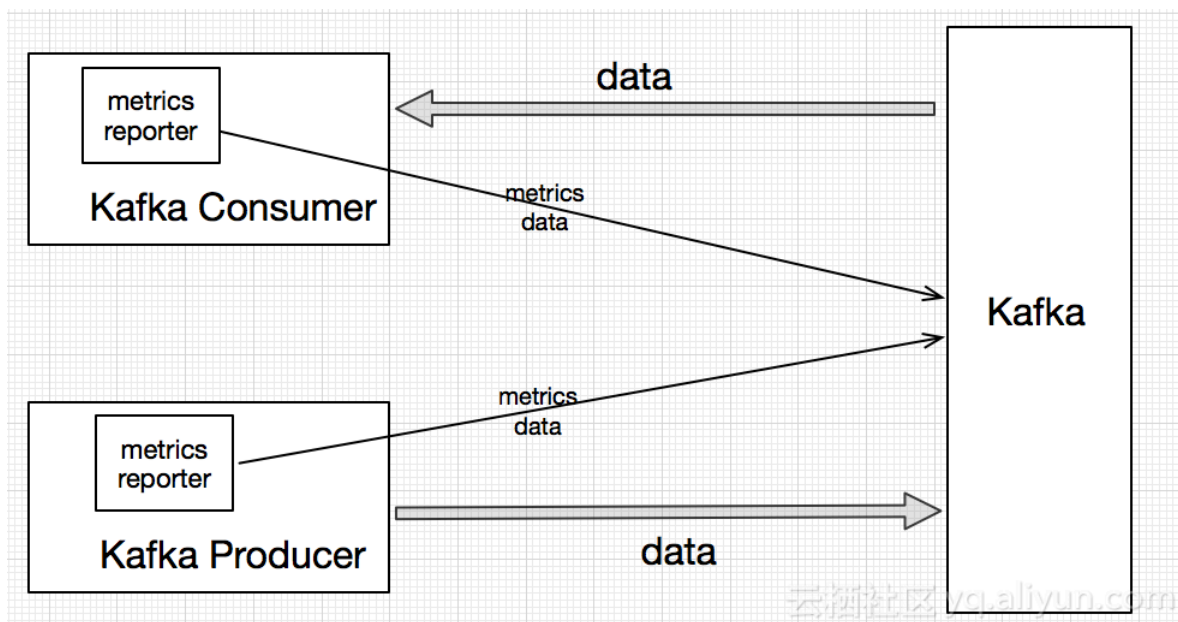 data
metrics
reporter
Kafka Consumer
metrics
data
Kafka
metrics
data
metrics
reporter
Kafka Producer
data
云栖社区 yq.aliyun.com